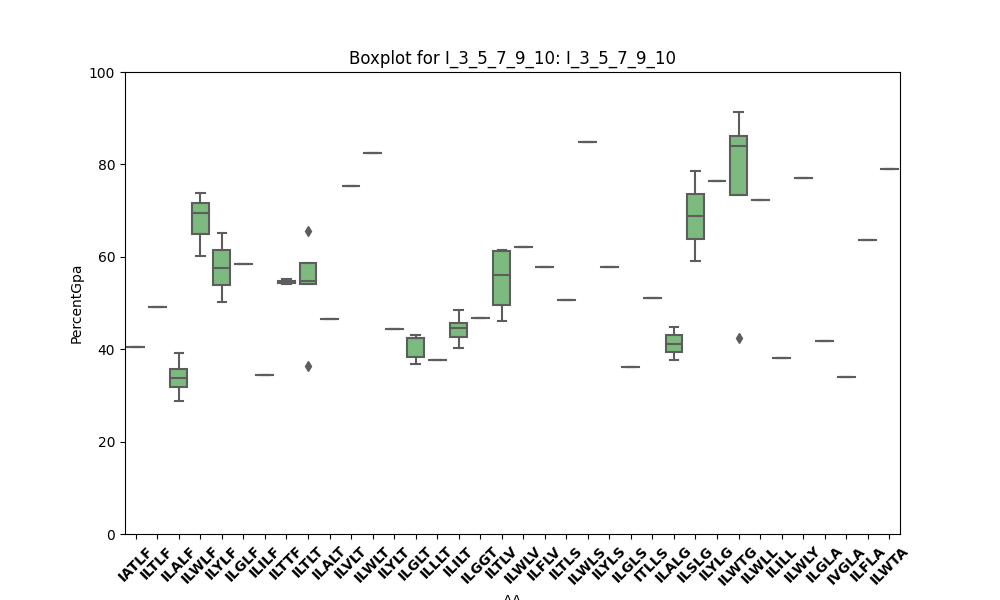 Boxplot for I_3_5_7_9_10: I_3_5_7_9_10
100
80
60
40
20
0
PercentGpa
IATLF ILTLF ILALF ILWLF ILYLF ILGLF ILILF ILTTF ILTLT ILALT ILVLT ILWLT ILYLT ILGLT ILLLT ILILT ILGGT ILTLV ILWLV ILFLV ILTLS ILWLS ILYLS ILGLS ITLLS ILALG ILSLG ILYLG ILWTG ILWLL ILILL ILWLY ILGLA IVGLA ILFLA ILWTA
AA